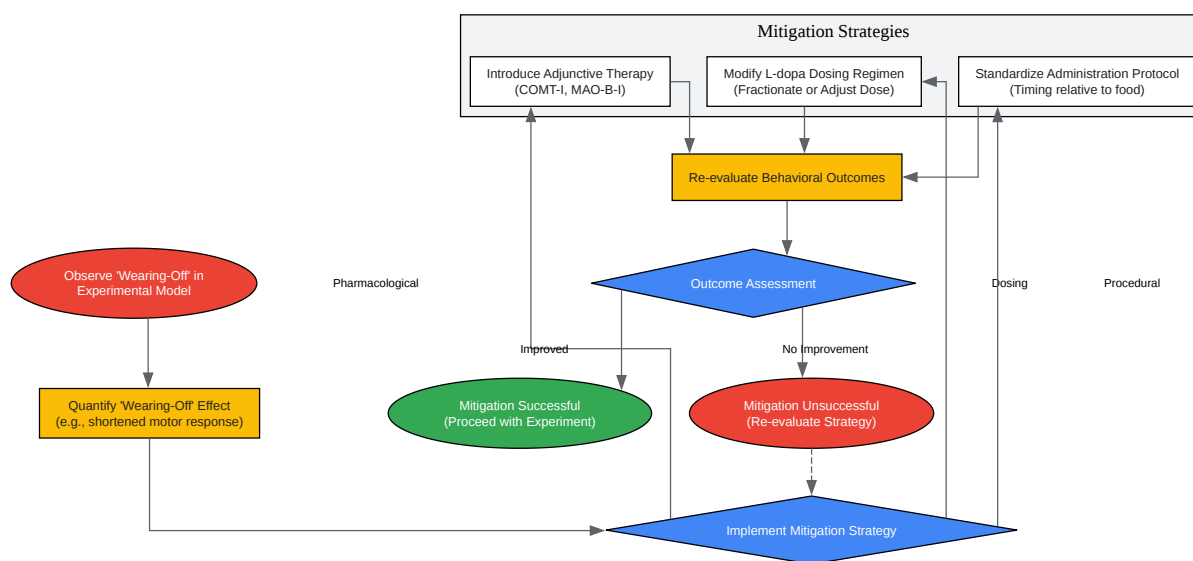 Mitigation Strategies
Introduce Adjunctive Therapy
(COMT-I, MAO-B-I)
Modify L-dopa Dosing Regimen
(Fractionate or Adjust Dose)
Standardize Administration Protocol
(Timing relative to food)
Re-evaluate Behavioral Outcomes
Observe 'Wearing-Off' in
Experimental Model
Pharmacological
Outcome Assessment
Dosing
Procedural
Improved
No Improvement
Quantify 'Wearing-Off' Effect
(e.g., shortened motor response)
Mitigation Successful
(Proceed with Experiment)
Mitigation Unsuccessful
(Re-evaluate Strategy)
Implement Mitigation Strategy